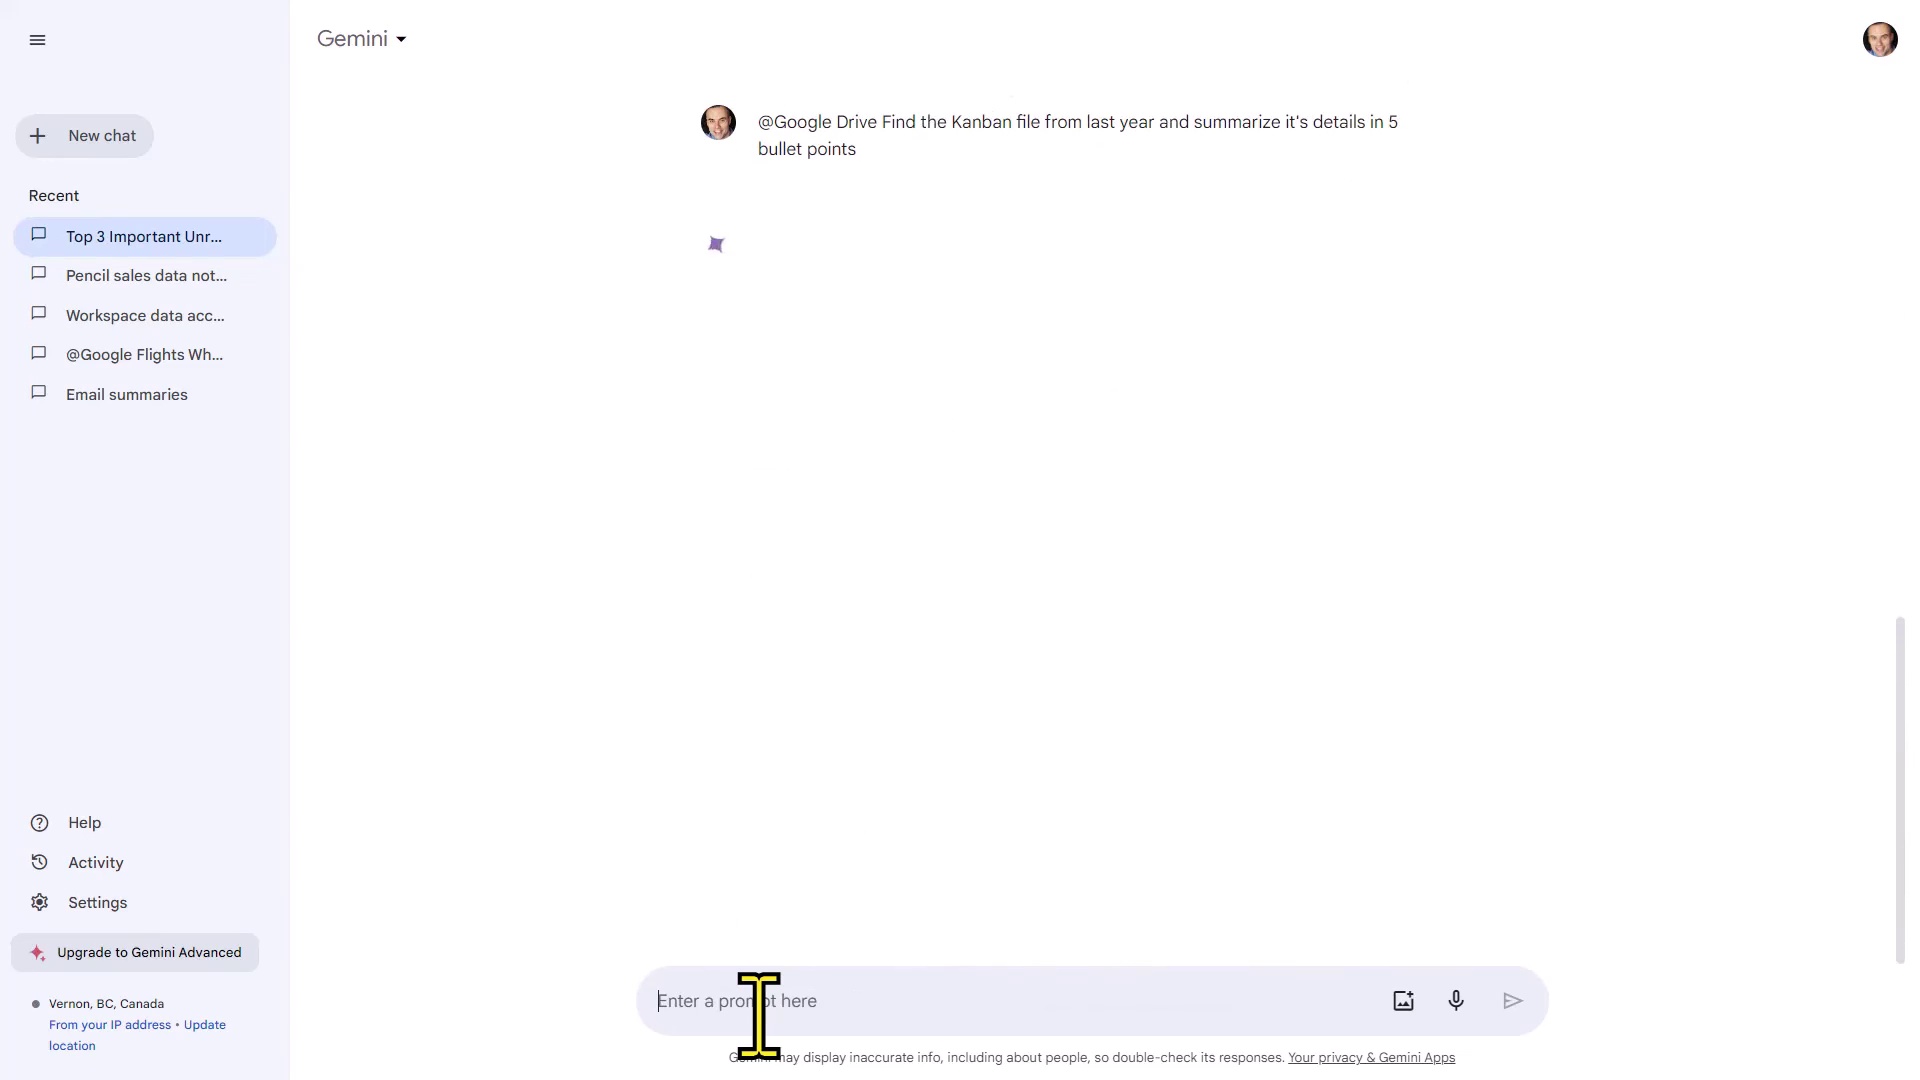 Gemini
New chat
Recent
Top 3 Important Unr...
Pencil sales data not...
Workspace data acc...
@Google Flights Wh...
Email summaries
@Google Drive Find the Kanban file from last year and summarize it's details in 5
bullet points
Help
Activity
Settings
Upgrade to Gemini Advanced
Vernon, BC, Canada
From your IP address • Update
location
Enter a prompt here
Gemini may display inaccurate info, including about people, so double-check its responses. Your privacy & Gemini Apps